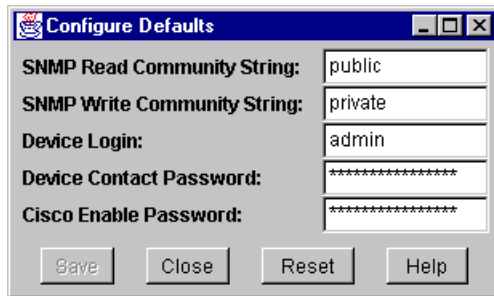 Configure Defaults
SNMP Read Community String: public
SNMP Write Community String: private
Device Login: admin
Device Contact Password: ****************
Cisco Enable Password: ****************
Save Close Reset Help